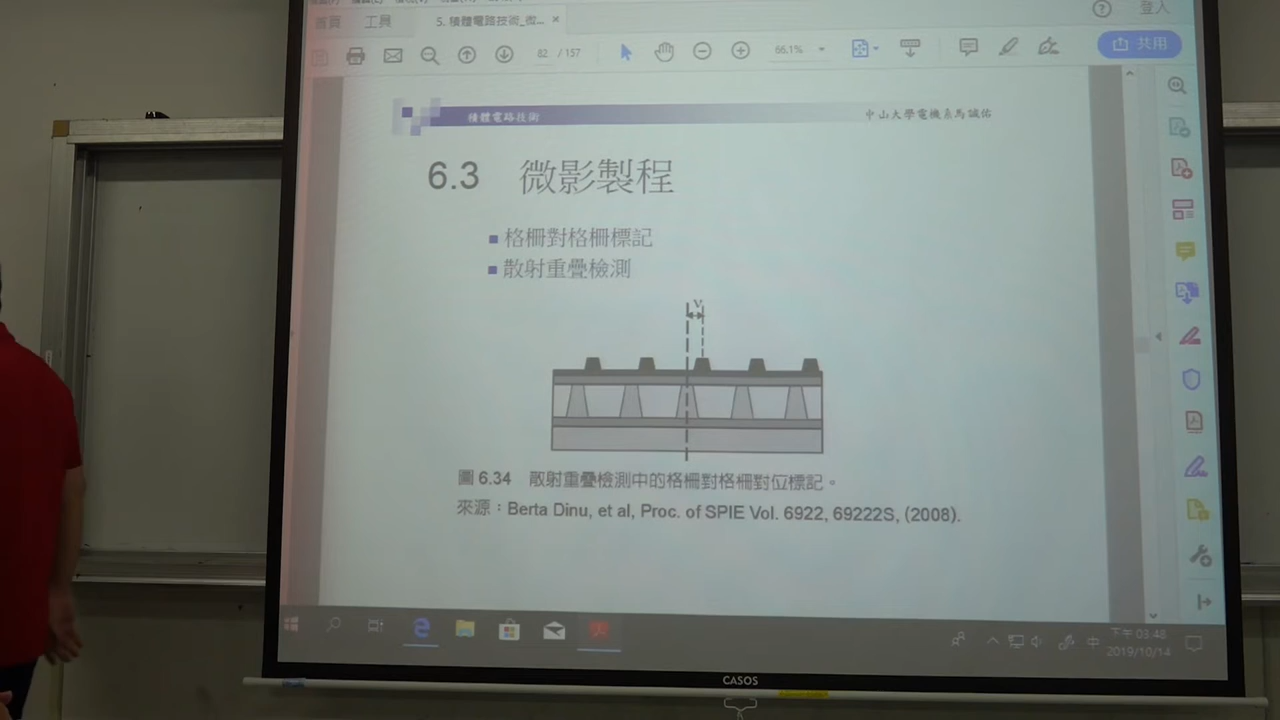 首頁 工具 5. 積體電路技術_微... × 登入
82 / 157 66.1% 共用
積體電路技術 中山大學電機系馬誠佑
6.3 微影製程
格柵對格柵標記
散射重疊檢測
圖 6.34 散射重疊檢測中的格柵對格柵對位標記。
來源：Berta Dinu, et al, Proc. of SPIE Vol. 6922, 69222S, (2008).
中 下午 03:48
2019/10/14
CASOS